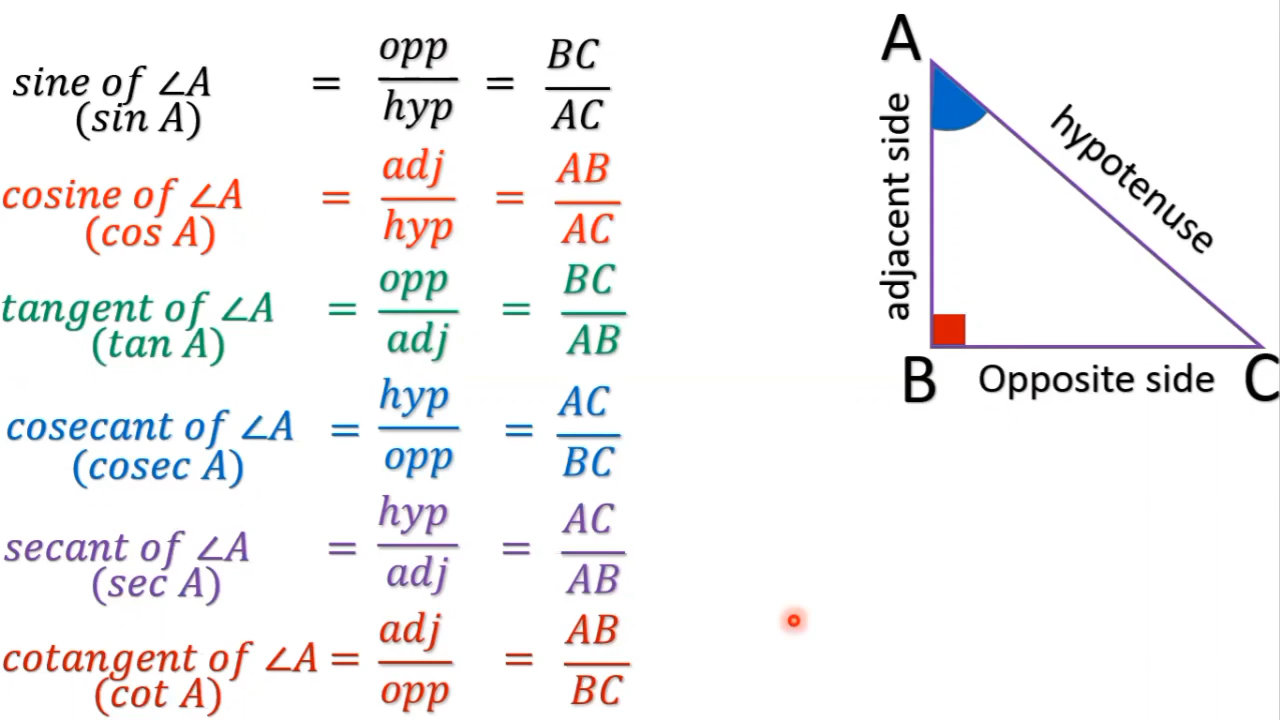 sine of ∠A = opp/hyp = BC/AC
(sin A)
cosine of ∠A = adj/hyp = AB/AC
(cos A)
tangent of ∠A = opp/adj = BC/AB
(tan A)
cosecant of ∠A = hyp/opp = AC/BC
(cosec A)
secant of ∠A = hyp/adj = AC/AB
(sec A)
cotangent of ∠A = adj/opp = AB/BC
(cot A)
A
adjacent side
hypotenuse
B
Opposite side
C